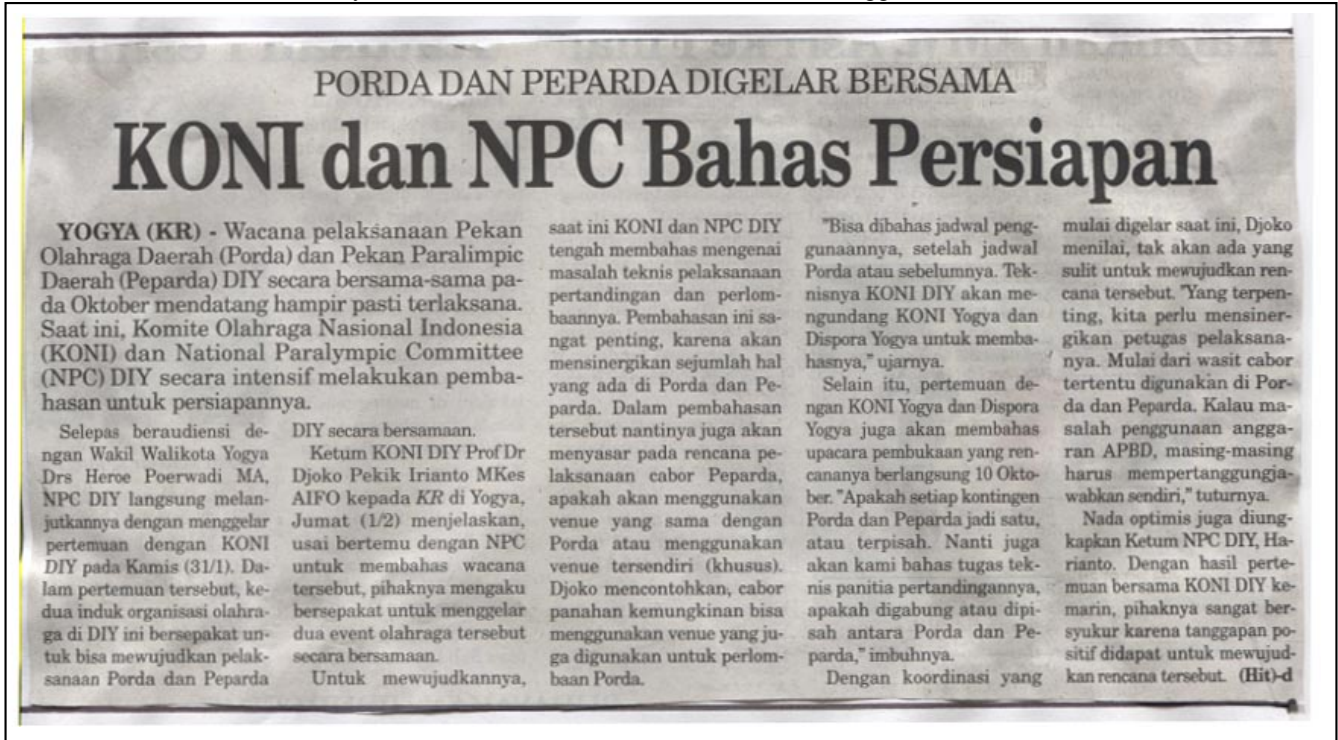 PORDA DAN PEPARDA DIGELAR BERSAMA
KONI dan NPC Bahas Persiapan
YOGYA (KR) - Wacana pelaksanaan Pekan
Olahraga Daerah (Porda) dan Pekan Paralimpic
Daerah (Peparda) DIY secara bersama-sama pa-
da Oktober mendatang hampir pasti terlaksana.
Saat ini, Komite Olahraga Nasional Indonesia
(KONI) dan National Paralympic Committee
(NPC) DIY secara intensif melakukan pemba-
hasan untuk persiapannya.
Selepas beraudiensi de-
ngan Wakil Walikota Yogya
Drs Heroe Poerwadi MA,
NPC DIY langsung melan-
jutkannya dengan menggelar
pertemuan dengan KONI
DIY pada Kamis (31/1). Da-
lam pertemuan tersebut, ke-
dua induk organisasi olahra-
ga di DIY ini bersepakat un-
tuk bisa mewujudkan pelak-
sanaan Porda dan Peparda
DIY secara bersamaan.
Ketum KONI DIY Prof Dr
Djoko Pekik Irianto MKes
AIFO kepada KR di Yogya,
Jumat (1/2) menjelaskan,
usai bertemu dengan NPC
untuk membahas wacana
tersebut, pihaknya mengaku
bersepakat untuk menggelar
dua event olahraga tersebut
secara bersamaan.
Untuk mewujudkannya,
saat ini KONI dan NPC DIY
tengah membahas mengenai
masalah teknis pelaksanaan
pertandingan dan perlom-
baannya. Pembahasan ini sa-
ngat penting, karena akan
mensinergikan sejumlah hal
yang ada di Porda dan Pe-
parda. Dalam pembahasan
tersebut nantinya juga akan
menyasar pada rencana pe-
laksanaan cabor Peparda,
apakah akan menggunakan
venue yang sama dengan
Porda atau menggunakan
venue tersendiri (khusus).
Djoko mencontohkan, cabor
panahan kemungkinan bisa
menggunakan venue yang ju-
ga digunakan untuk perlom-
baan Porda.
"Bisa dibahas jadwal peng-
gunaannya, setelah jadwal
Porda atau sebelumnya. Tek-
nisnya KONI DIY akan me-
ngundang KONI Yogya dan
Dispora Yogya untuk memba-
hasnya," ujarnya.
Selain itu, pertemuan de-
ngan KONI Yogya dan Dispora
Yogya juga akan membahas
upacara pembukaan yang ren-
cananya berlangsung 10 Okto-
ber. "Apakah setiap kontingen
Porda dan Peparda jadi satu,
atau terpisah. Nanti juga
akan kami bahas tugas tek-
nis panitia pertandingannya,
apakah digabung atau dipi-
sah antara Porda dan Pe-
parda," imbuhnya.
Dengan koordinasi yang
mulai digelar saat ini, Djoko
menilai, tak akan ada yang
sulit untuk mewujudkan ren-
cana tersebut. "Yang terpen-
ting, kita perlu mensiner-
gikan petugas pelaksana-
nya. Mulai dari wasit cabor
tertentu digunakan di Por-
da dan Peparda. Kalau ma-
salah penggunaan angga-
ran APBD, masing-masing
harus mempertanggungja-
wabkan sendiri," tuturnya.
Nada optimis juga diung-
kapkan Ketum NPC DIY, Ha-
rianto. Dengan hasil perte-
muan bersama KONI DIY ke-
marin, pihaknya sangat ber-
syukur karena tanggapan po-
sitif didapat untuk mewujud-
kan rencana tersebut. (Hit)-d